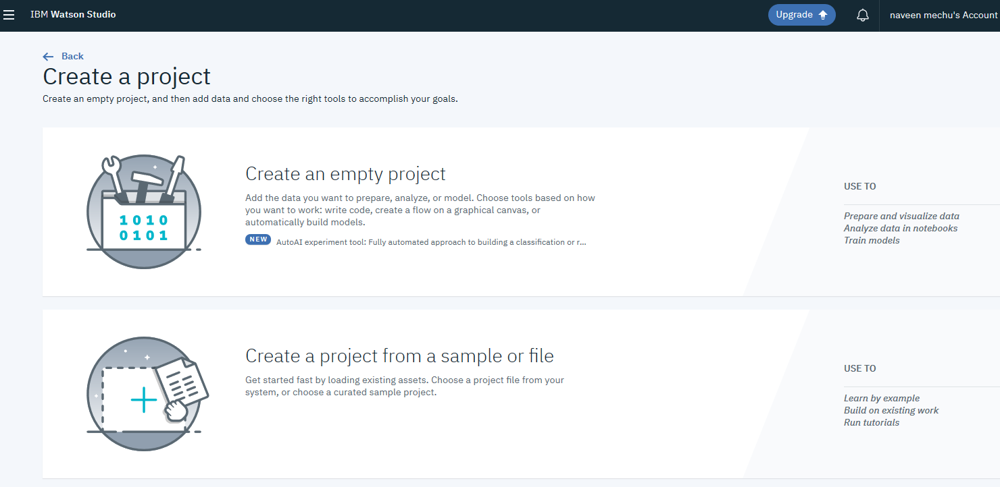 IBM Watson Studio
Upgrade
naveen mechu's Account
Back
Create a project
Create an empty project, and then add data and choose the right tools to accomplish your goals.
1010
0101
Create an empty project
Add the data you want to prepare, analyze, or model. Choose tools based on how
you want to work: write code, create a flow on a graphical canvas, or
automatically build models.
NEW AutoAI experiment tool: Fully automated approach to building a classification or r...
USE TO
Prepare and visualize data
Analyze data in notebooks
Train models
Create a project from a sample or file
Get started fast by loading existing assets. Choose a project file from your
system, or choose a curated sample project.
USE TO
Learn by example
Build on existing work
Run tutorials